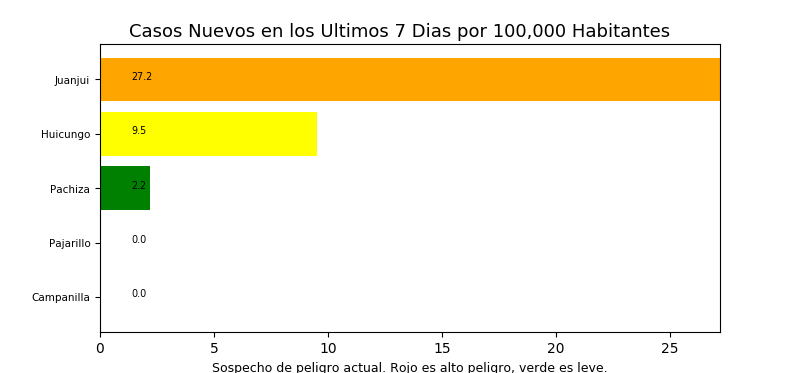 Casos Nuevos en los Ultimos 7 Dias por 100,000 Habitantes
Juanjui 27.2
Huicungo 9.5
Pachiza 2.2
Pajarillo 0.0
Campanilla 0.0
0 5 10 15 20 25
Sospecho de peligro actual. Rojo es alto peligro, verde es leve.